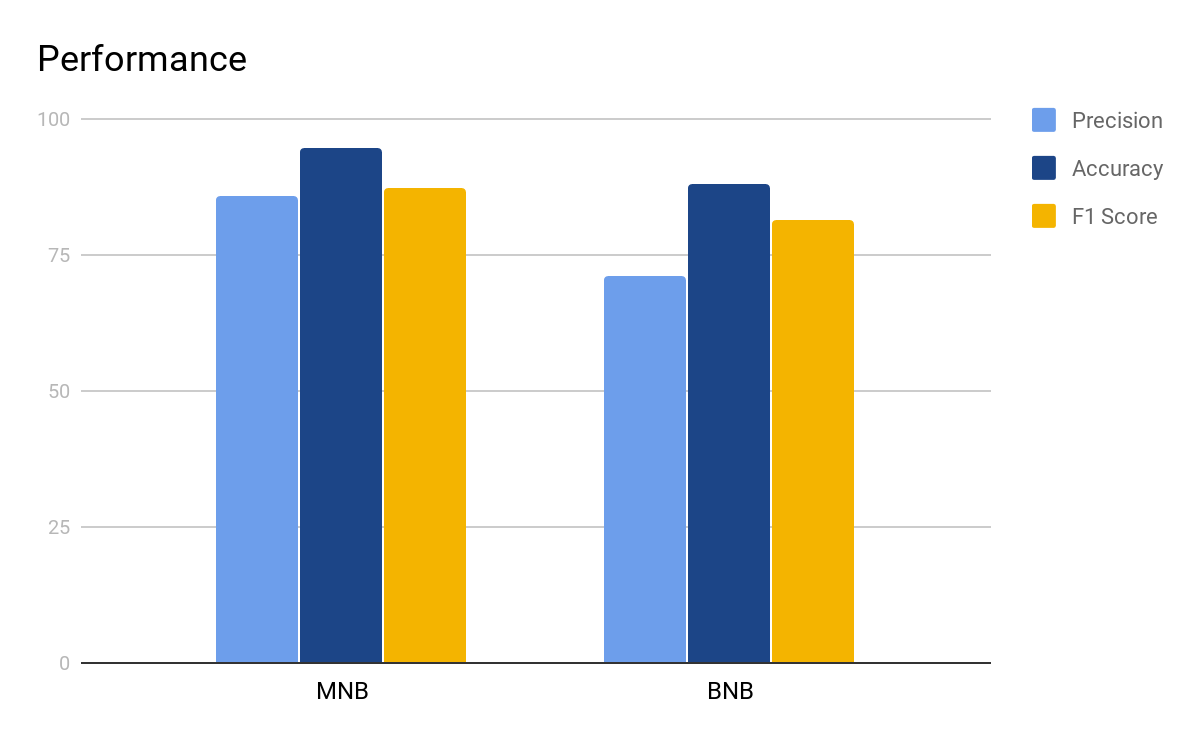 Performance
100
75
50
25
0
MNB
BNB
Precision
Accuracy
F1 Score